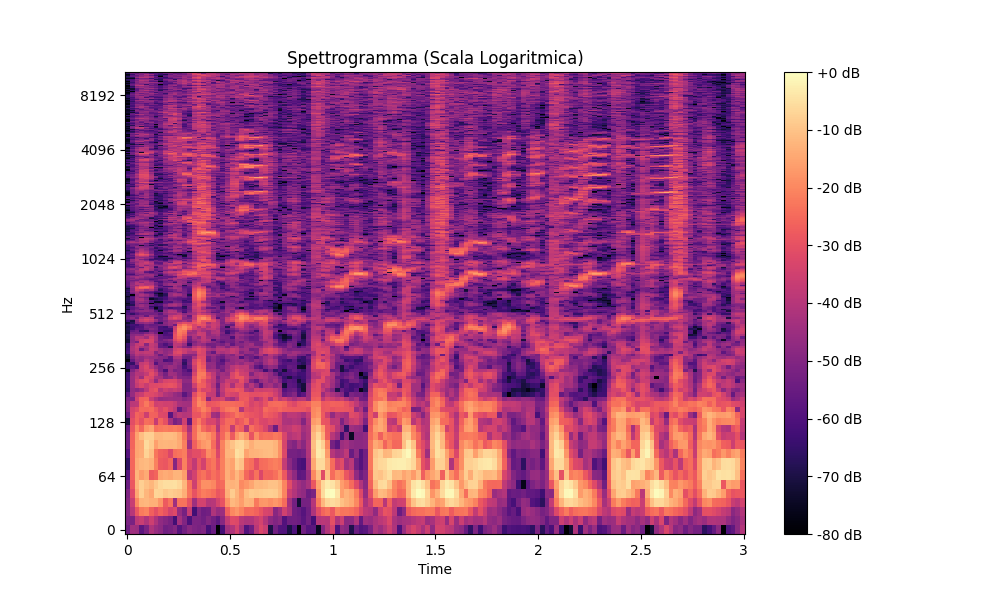 Spettrogramma (Scala Logaritmica)
8192
4096
2048
1024
512
256
128
64
0
Hz
0
0.5
1
1.5
2
2.5
3
Time
+0 dB
-10 dB
-20 dB
-30 dB
-40 dB
-50 dB
-60 dB
-70 dB
-80 dB